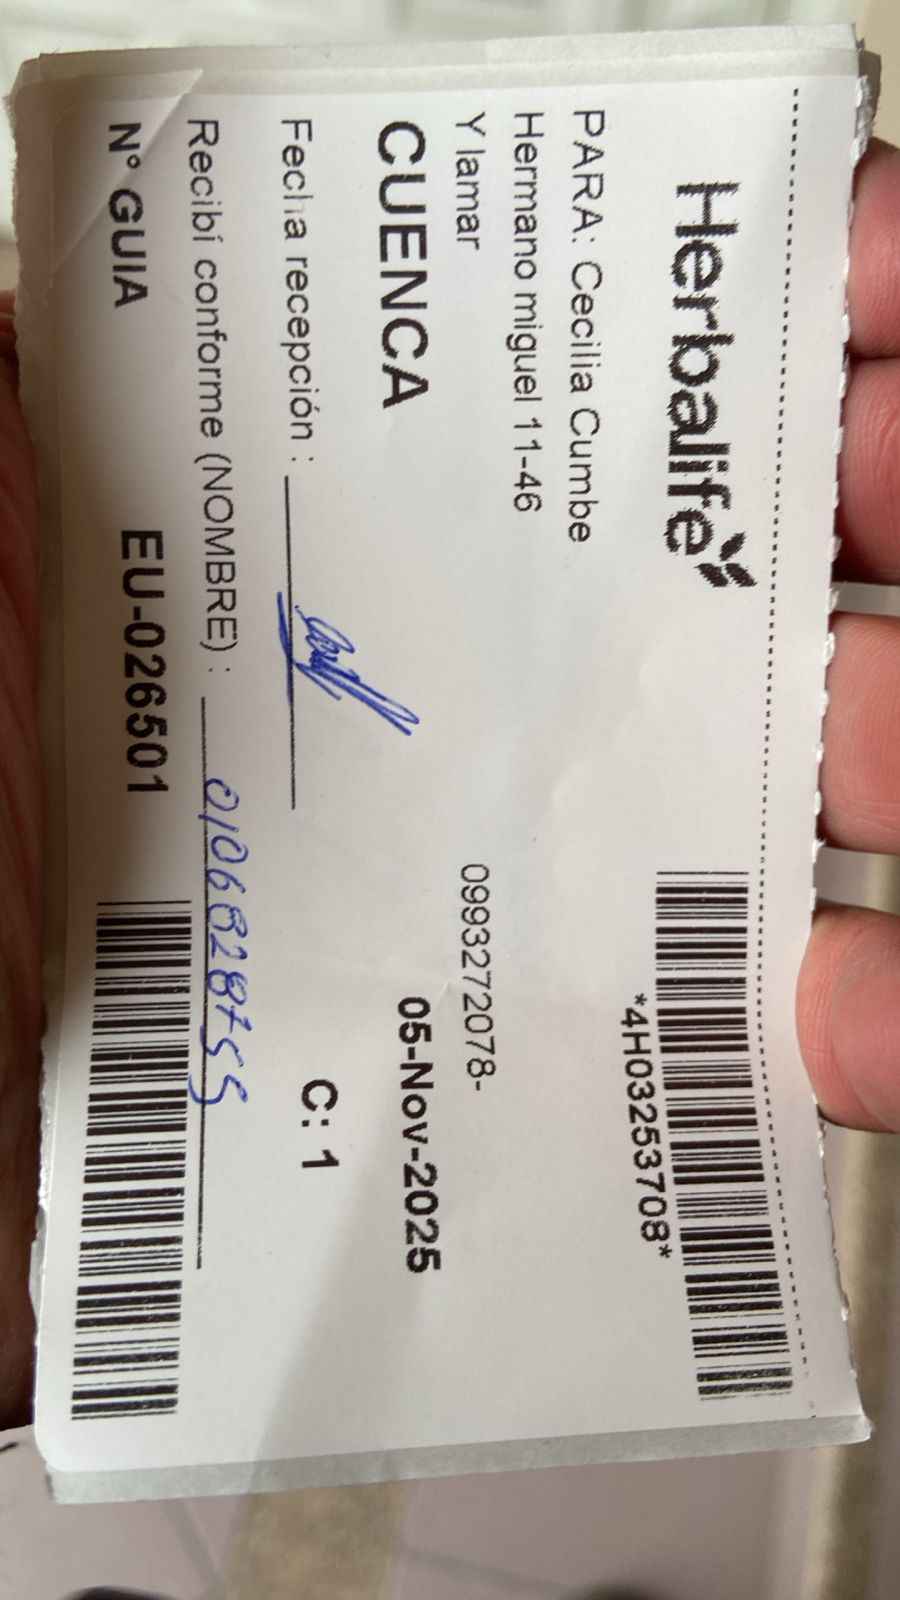 Herbalife
*4H03253708*
PARA: Cecilia Cumbe
Hermano miguel 11-46
Y lamar
0993272078-
CUENCA
05-Nov-2025
Fecha recepción :
C: 1
Recibí conforme (NOMBRE) : 0106828755
N° GUIA EU-026501